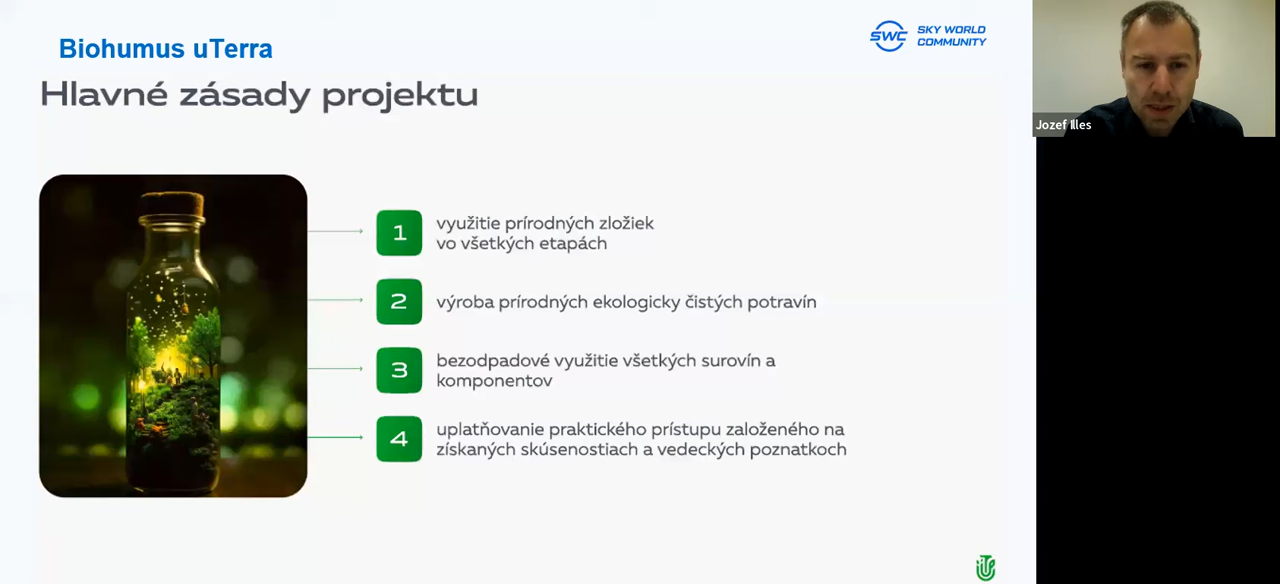 Biohumus uTerra
SWC SKY WORLD
COMMUNITY
Hlavné zásady projektu
Jozef Illes
1 využitie prírodných zložiek
vo všetkých etapách
2 výroba prírodných ekologicky čistých potravín
3 bezodpadové využitie všetkých surovín a
komponentov
4 uplatňovanie praktického prístupu založeného na
získaných skúsenostiach a vedeckých poznatkoch